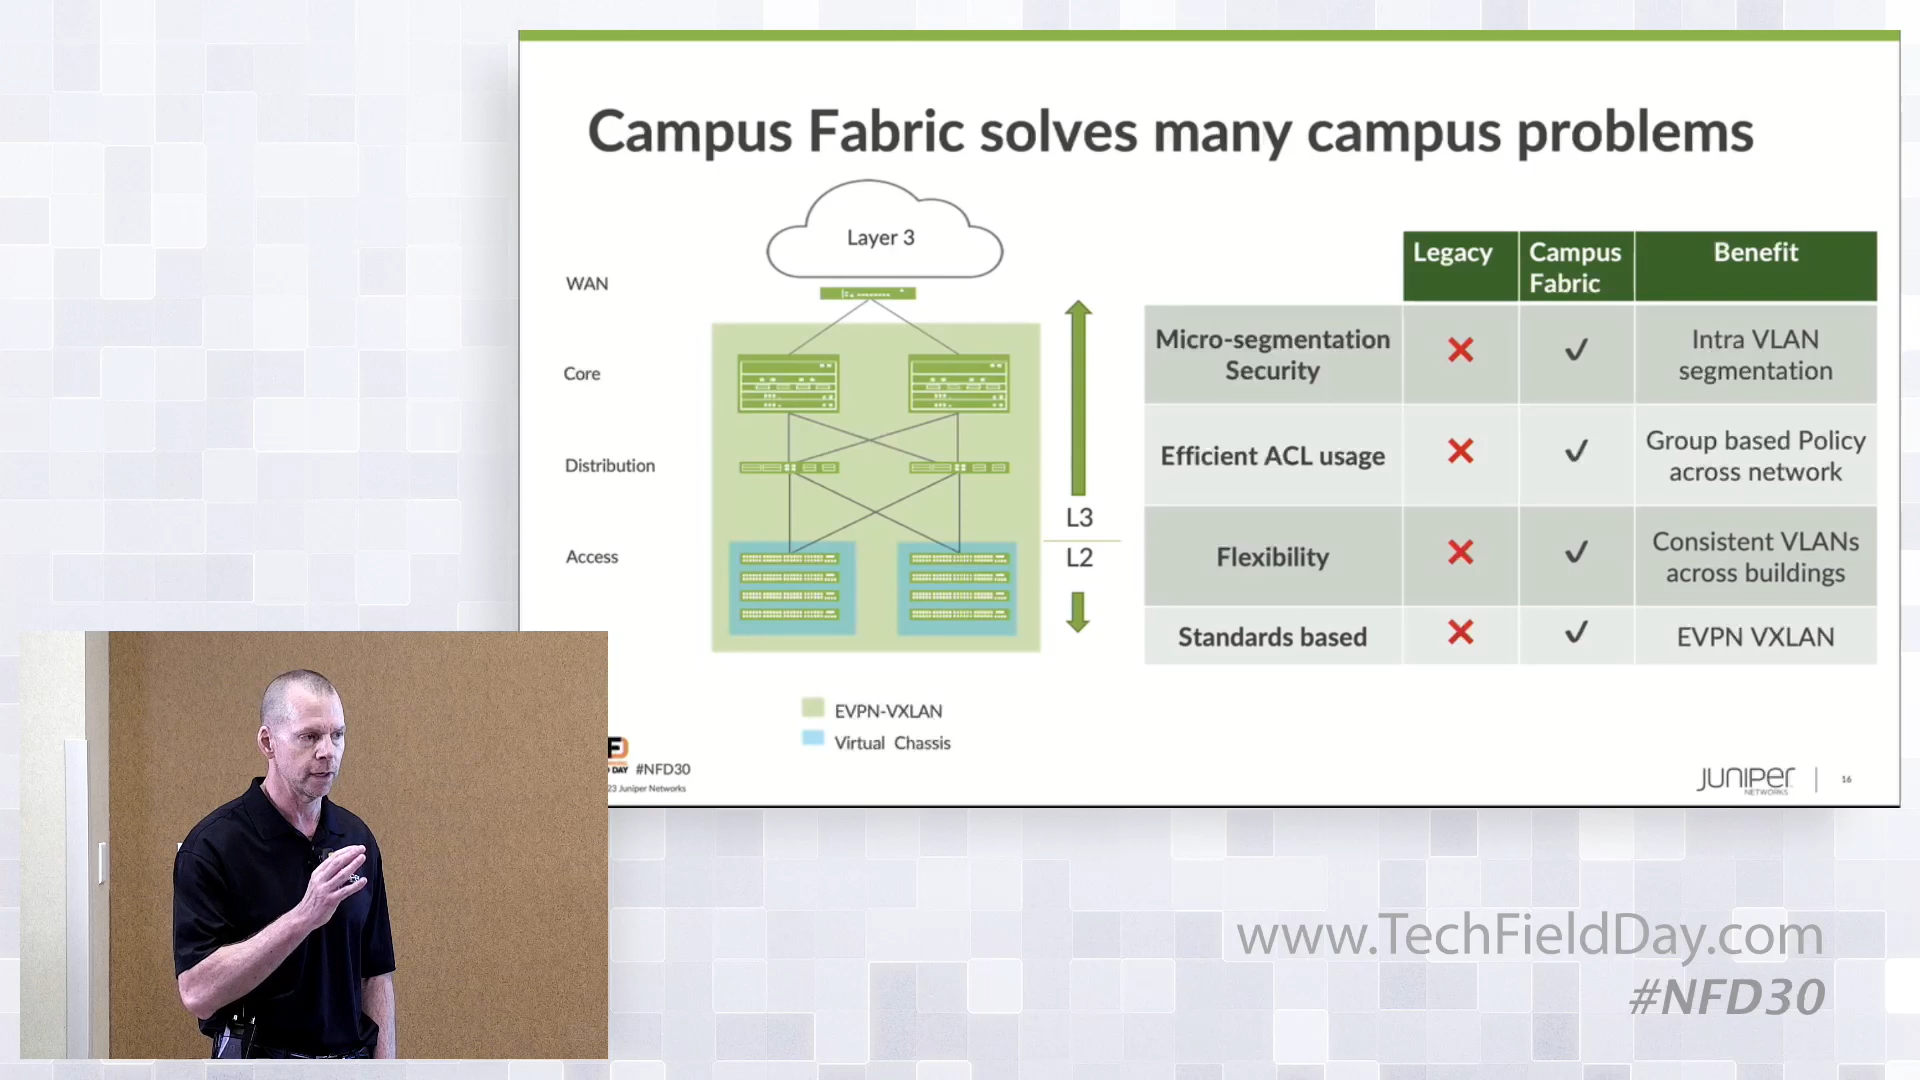 Campus Fabric solves many campus problems
Layer 3
WAN
Core
Distribution
Access
L3
L2
EVPN-VXLAN
Virtual Chassis
Legacy
Campus
Fabric
Benefit
Micro-segmentation
Security
Intra VLAN
segmentation
Efficient ACL usage
Group based Policy
across network
Flexibility
Consistent VLANs
across buildings
Standards based
EVPN VXLAN
DAY #NFD30
23 Juniper Networks
JUNIPER
NETWORKS
16
www.TechFieldDay.com
#NFD30